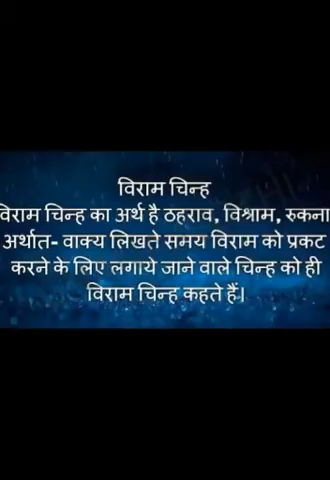 विराम चिन्ह
विराम चिन्ह का अर्थ है ठहराव, विश्राम, रुकना
अर्थात- वाक्य लिखते समय विराम को प्रकट
करने के लिए लगाये जाने वाले चिन्ह को ही
विराम चिन्ह कहते हैं।